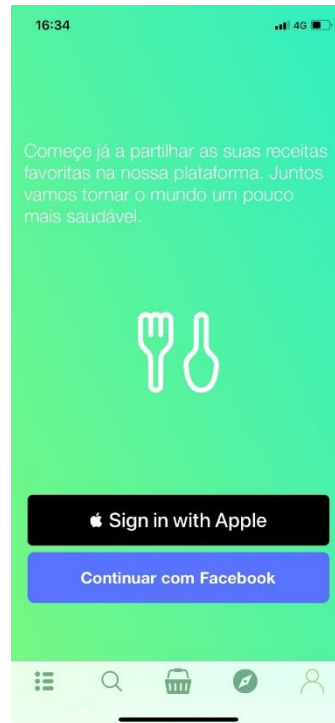 16:34
4G
Começe já a partilhar as suas receitas
favoritas na nossa plataforma. Juntos
vamos tornar o mundo um pouco
mais saudável.
Sign in with Apple
Continuar com Facebook